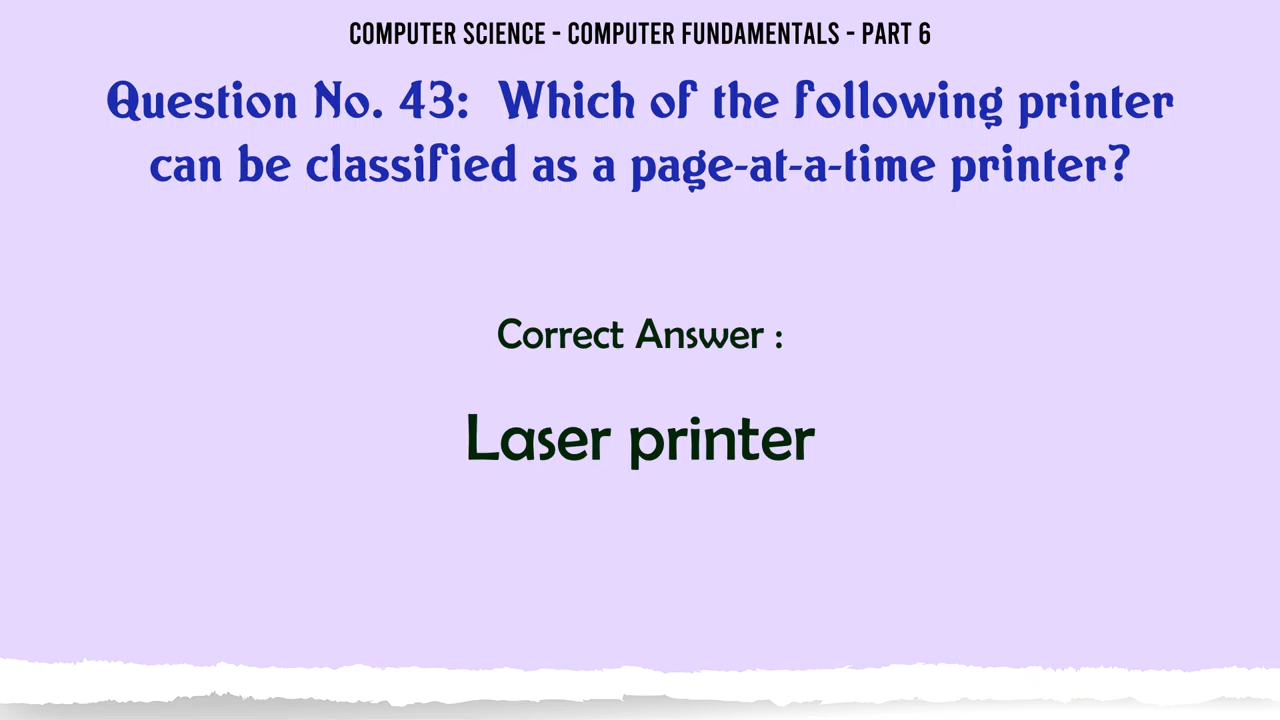 COMPUTER SCIENCE - COMPUTER FUNDAMENTALS - PART 6
Question No. 43: Which of the following printer
can be classified as a page-at-a-time printer?
Correct Answer :
Laser printer